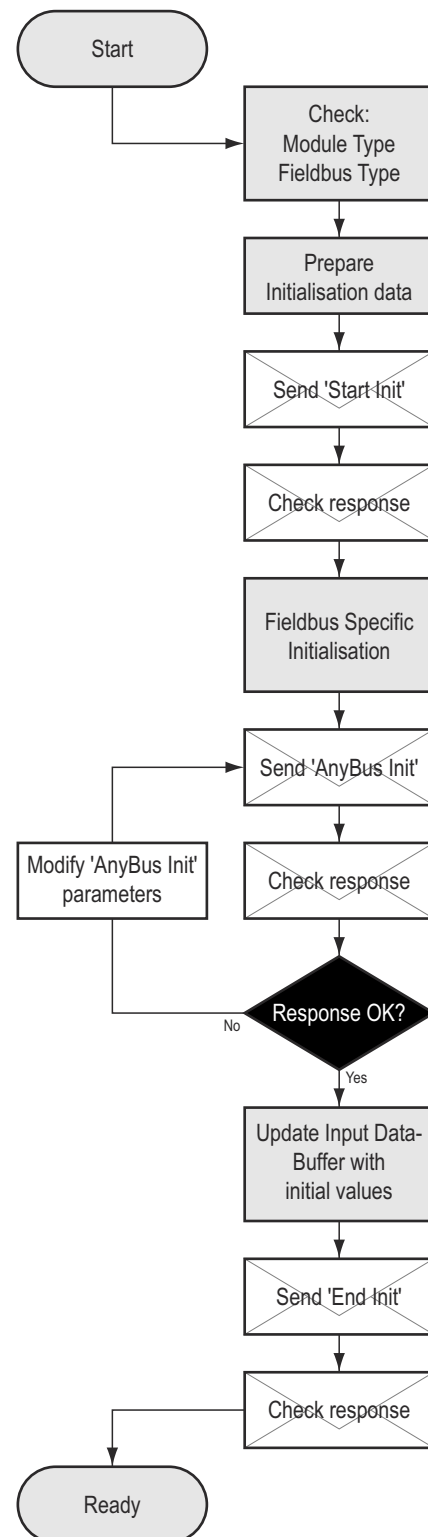 Start
Check:
Module Type
Fieldbus Type
Prepare
Initialisation data
Send 'Start Init'
Check response
Fieldbus Specific
Initialisation
Send 'AnyBus Init'
Modify 'AnyBus Init'
parameters
Check response
Response OK?
No
Yes
Update Input Data-
Buffer with
initial values
Send 'End Init'
Check response
Ready